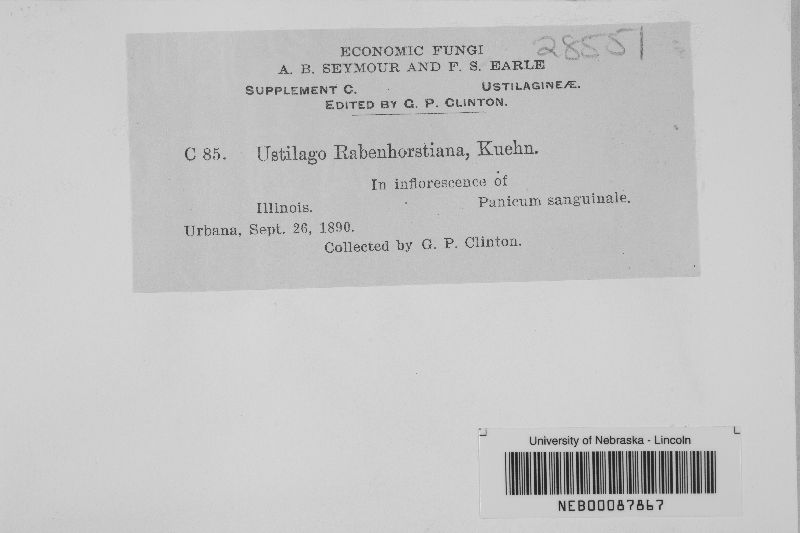 28551
ECONOMIC FUNGI
A. B. SEYMOUR AND F. S. EARLE
SUPPLEMENT C. USTILAGINEÆ.
EDITED BY G. P. CLINTON.
C 85. Ustilago Rabenhorstiana, Kuehn.
In inflorescence of
Illinois. Panicum sanguinale.
Urbana, Sept. 26, 1890.
Collected by G. P. Clinton.
University of Nebraska - Lincoln
NEB00087867